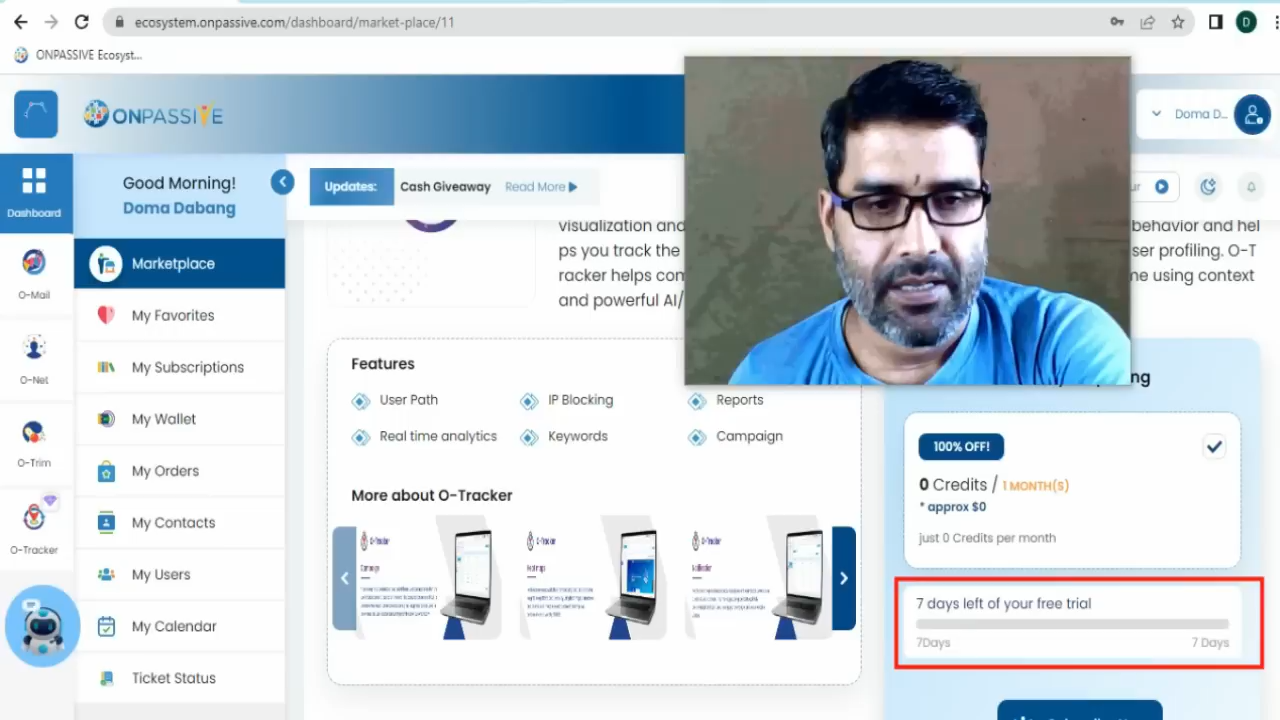 ecosystem.onpassive.com/dashboard/market-place/11
D
ONPASSIVE Ecosyst...
ONPASSIVE
Doma D...
Good Morning!
Doma Dabang
Updates: Cash Giveaway Read More
Dashboard
O-Mail
O-Net
O-Trim
O-Tracker
Marketplace
My Favorites
My Subscriptions
My Wallet
My Orders
My Contacts
My Users
My Calendar
Ticket Status
visualization and behavior and hel
ps you track the ser profiling. O-T
racker helps com me using context
and powerful AI/
Features
User Path
IP Blocking
Reports
Real time analytics
Keywords
Campaign
More about O-Tracker
O-Tracker
O-Tracker
O-Tracker
100% OFF!
0 Credits / 1 MONTH(S)
* approx $0
just 0 Credits per month
7 days left of your free trial
7Days
7 Days